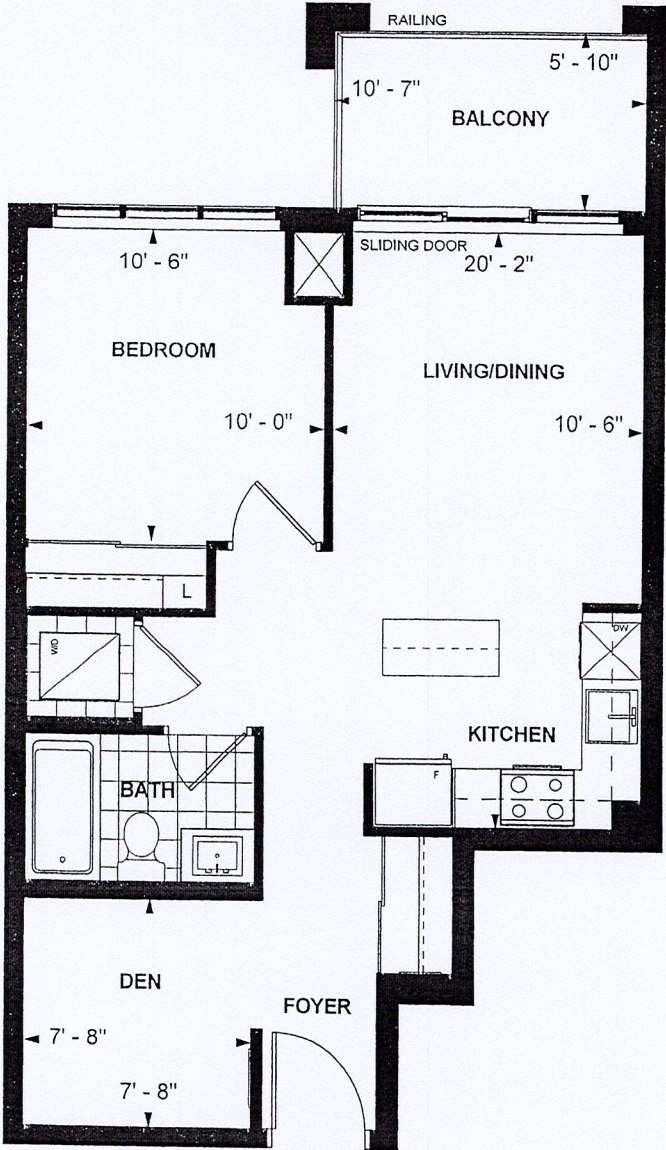 RAILING
5' - 10"
10' - 7"
BALCONY
SLIDING DOOR
10' - 6"
20' - 2"
BEDROOM
LIVING/DINING
10' - 0"
10' - 6"
L
W/D
DW
KITCHEN
F
BATH
DEN
FOYER
7' - 8"
7' - 8"